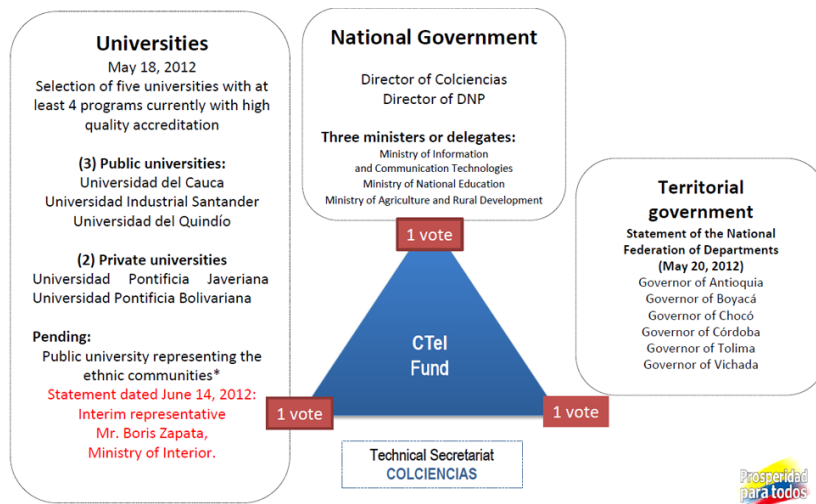 Universities
May 18, 2012
Selection of five universities with at
least 4 programs currently with high
quality accreditation
(3) Public universities:
Universidad del Cauca
Universidad Industrial Santander
Universidad del Quindío
(2) Private universities
Universidad Pontificia Javeriana
Universidad Pontificia Bolivariana
Pending:
Public university representing the
ethnic communities*
Statement dated June 14, 2012:
Interim representative
Mr. Boris Zapata,
Ministry of Interior.
National Government
Director of Colciencias
Director of DNP
Three ministers or delegates:
Ministry of Information
and Communication Technologies
Ministry of National Education
Ministry of Agriculture and Rural Development
Territorial
government
Statement of the National
Federation of Departments
(May 20, 2012)
Governor of Antioquia
Governor of Boyacá
Governor of Chocó
Governor of Córdoba
Governor of Tolima
Governor of Vichada
1 vote
CTeI
Fund
1 vote
1 vote
Technical Secretariat
COLCIENCIAS
Prosperidad
para todos